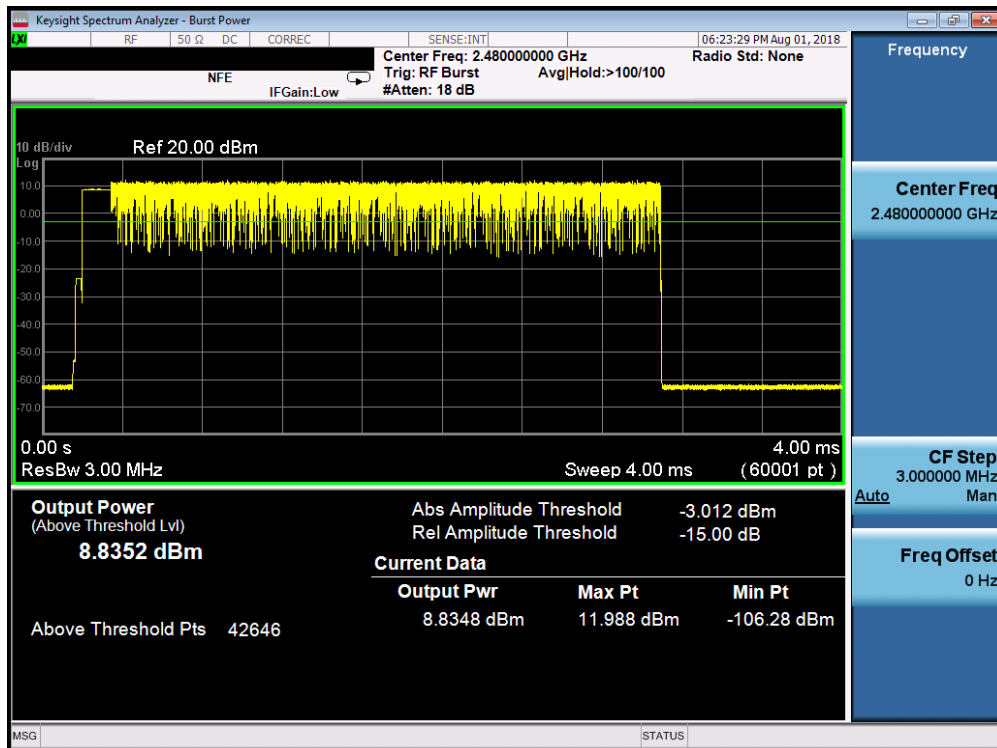 Keysight Spectrum Analyzer - Burst Power
LXI RF 50 Ω DC CORREC SENSE:INT 06:23:29 PM Aug 01, 2018
Center Freq: 2.480000000 GHz Radio Std: None
NFE Trig: RF Burst Avg|Hold:>100/100
IFGain:Low #Atten: 18 dB
10 dB/div Ref 20.00 dBm
Log
10.0
0.00
-10.0
-20.0
-30.0
-40.0
-50.0
-60.0
-70.0
0.00 s 4.00 ms
ResBw 3.00 MHz Sweep 4.00 ms (60001 pt)
Output Power
(Above Threshold Lvl)
8.8352 dBm
Above Threshold Pts 42646
Abs Amplitude Threshold -3.012 dBm
Rel Amplitude Threshold -15.00 dB
Current Data
Output Pwr Max Pt Min Pt
8.8348 dBm 11.988 dBm -106.28 dBm
Frequency
Center Freq
2.480000000 GHz
CF Step
3.000000 MHz
Auto Man
Freq Offset
0 Hz
MSG STATUS